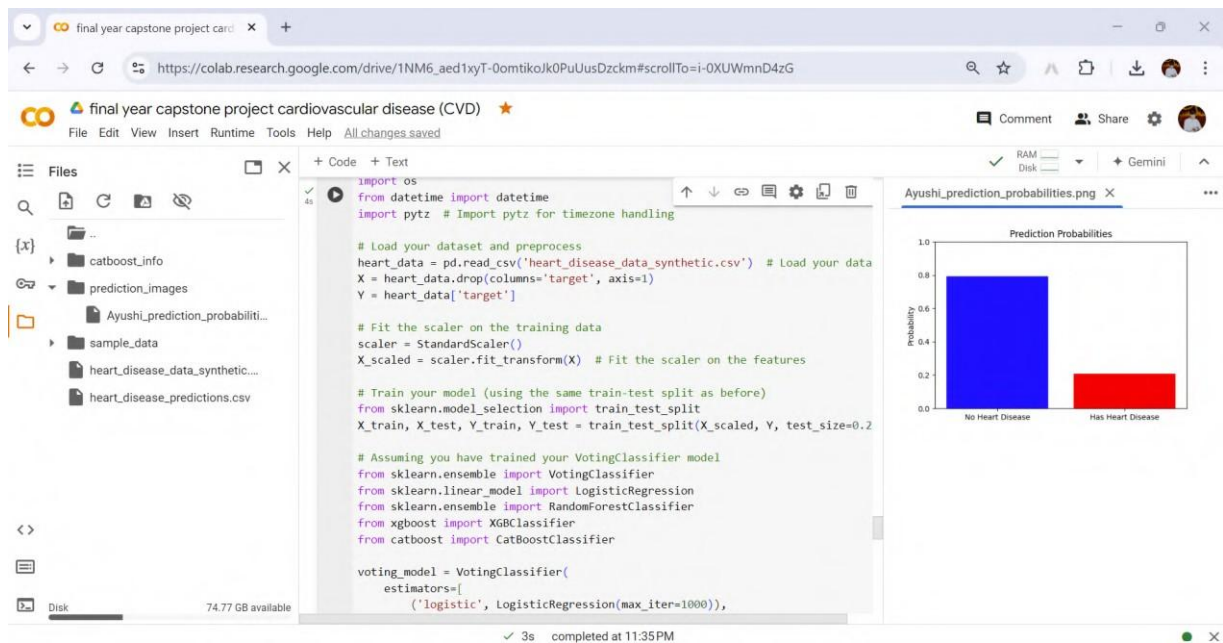 final year capstone project card
https://colab.research.google.com/drive/1NM6_aed1xyT-0omtikoJk0PuUusDzckm#scrollTo=i-0XUWmnD4zG
final year capstone project cardiovascular disease (CVD)
File Edit View Insert Runtime Tools Help All changes saved
Comment Share
Files
+ Code + Text
RAM
Disk
Gemini
..
catboost_info
prediction_images
Ayushi_prediction_probabiliti...
sample_data
heart_disease_data_synthetic....
heart_disease_predictions.csv
Disk 74.77 GB available
4s
import os
from datetime import datetime
import pytz # Import pytz for timezone handling
# Load your dataset and preprocess
heart_data = pd.read_csv('heart_disease_data_synthetic.csv') # Load your data
X = heart_data.drop(columns='target', axis=1)
Y = heart_data['target']
# Fit the scaler on the training data
scaler = StandardScaler()
X_scaled = scaler.fit_transform(X) # Fit the scaler on the features
# Train your model (using the same train-test split as before)
from sklearn.model_selection import train_test_split
X_train, X_test, Y_train, Y_test = train_test_split(X_scaled, Y, test_size=0.2
# Assuming you have trained your VotingClassifier model
from sklearn.ensemble import VotingClassifier
from sklearn.linear_model import LogisticRegression
from sklearn.ensemble import RandomForestClassifier
from xgboost import XGBClassifier
from catboost import CatBoostClassifier
voting_model = VotingClassifier(
estimators=[
('logistic', LogisticRegression(max_iter=1000)),
Ayushi_prediction_probabilities.png
Prediction Probabilities
Probability
1.0
0.8
0.6
0.4
0.2
0.0
No Heart Disease Has Heart Disease
3s completed at 11:35 PM